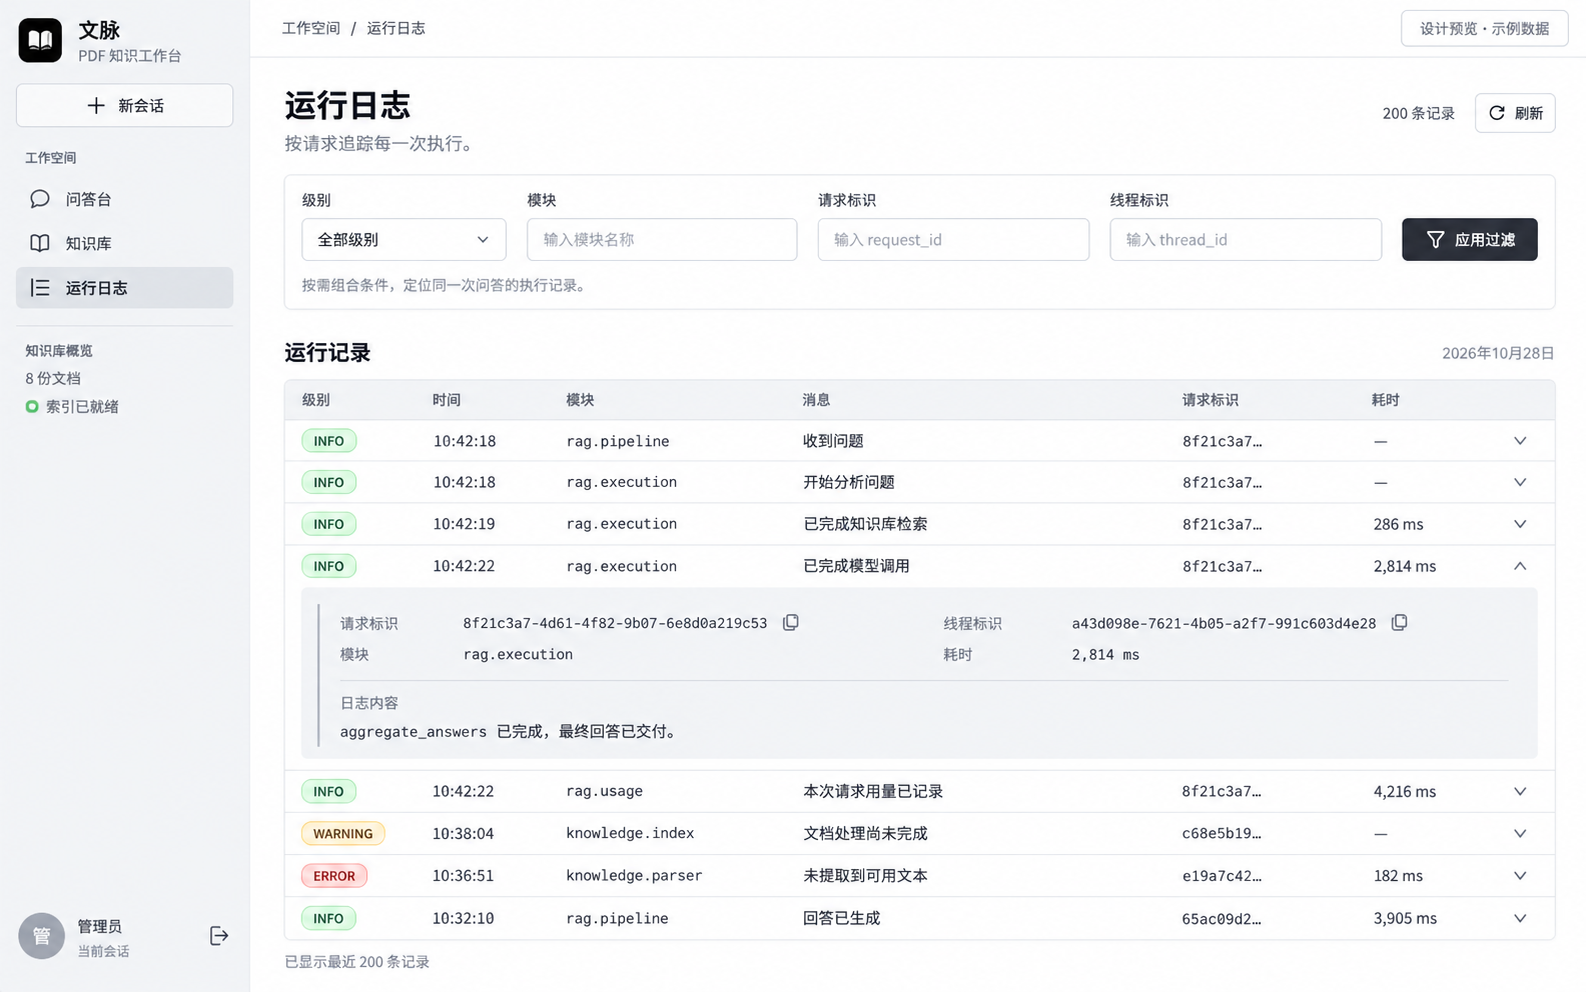 文脉
PDF 知识工作台
新会话
工作空间
问答台
知识库
运行日志
知识库概览
8 份文档
索引已就绪
管
管理员
当前会话
工作空间 / 运行日志
设计预览・示例数据
运行日志
按请求追踪每一次执行。
200 条记录
刷新
级别 模块 请求标识 线程标识
全部级别 输入模块名称 输入 request_id 输入 thread_id 应用过滤
按需组合条件，定位同一次问答的执行记录。
运行记录
2026年10月28日
级别 时间 模块 消息 请求标识 耗时
INFO 10:42:18 rag.pipeline 收到问题 8f21c3a7… —
INFO 10:42:18 rag.execution 开始分析问题 8f21c3a7… —
INFO 10:42:19 rag.execution 已完成知识库检索 8f21c3a7… 286 ms
INFO 10:42:22 rag.execution 已完成模型调用 8f21c3a7… 2,814 ms
请求标识 8f21c3a7-4d61-4f82-9b07-6e8d0a219c53 线程标识 a43d098e-7621-4b05-a2f7-991c603d4e28
模块 rag.execution 耗时 2,814 ms
日志内容
aggregate_answers 已完成，最终回答已交付。
INFO 10:42:22 rag.usage 本次请求用量已记录 8f21c3a7… 4,216 ms
WARNING 10:38:04 knowledge.index 文档处理尚未完成 c68e5b19… —
ERROR 10:36:51 knowledge.parser 未提取到可用文本 e19a7c42… 182 ms
INFO 10:32:10 rag.pipeline 回答已生成 65ac09d2… 3,905 ms
已显示最近 200 条记录